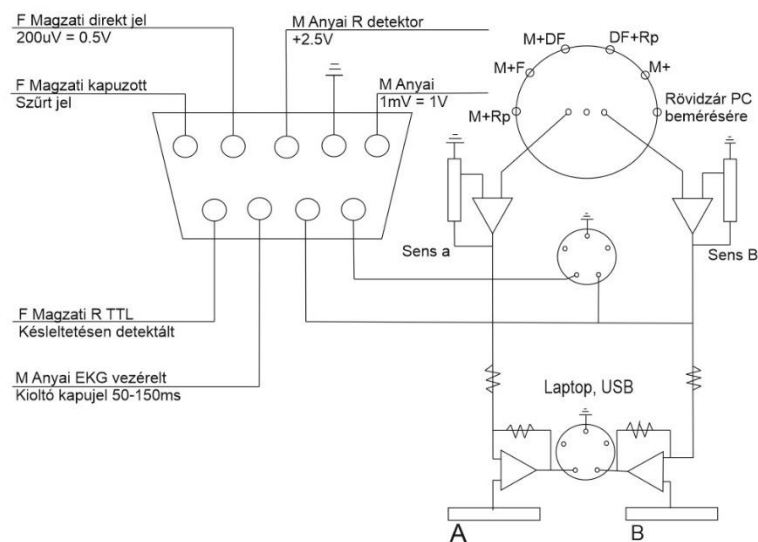 F Magzati direkt jel
200uV = 0.5V
M Anyai R detektor
+2.5V
F Magzati kapuzott
Szűrt jel
M Anyai
1mV = 1V
M+DF
DF+Rp
M+F
M+
M+Rp
Rövidzár PC
bemérésére
Sens a
Sens B
F Magzati R TTL
Késleltetésen detektált
M Anyai EKG vezérelt
Kioltó kapujel 50-150ms
Laptop, USB
A
B